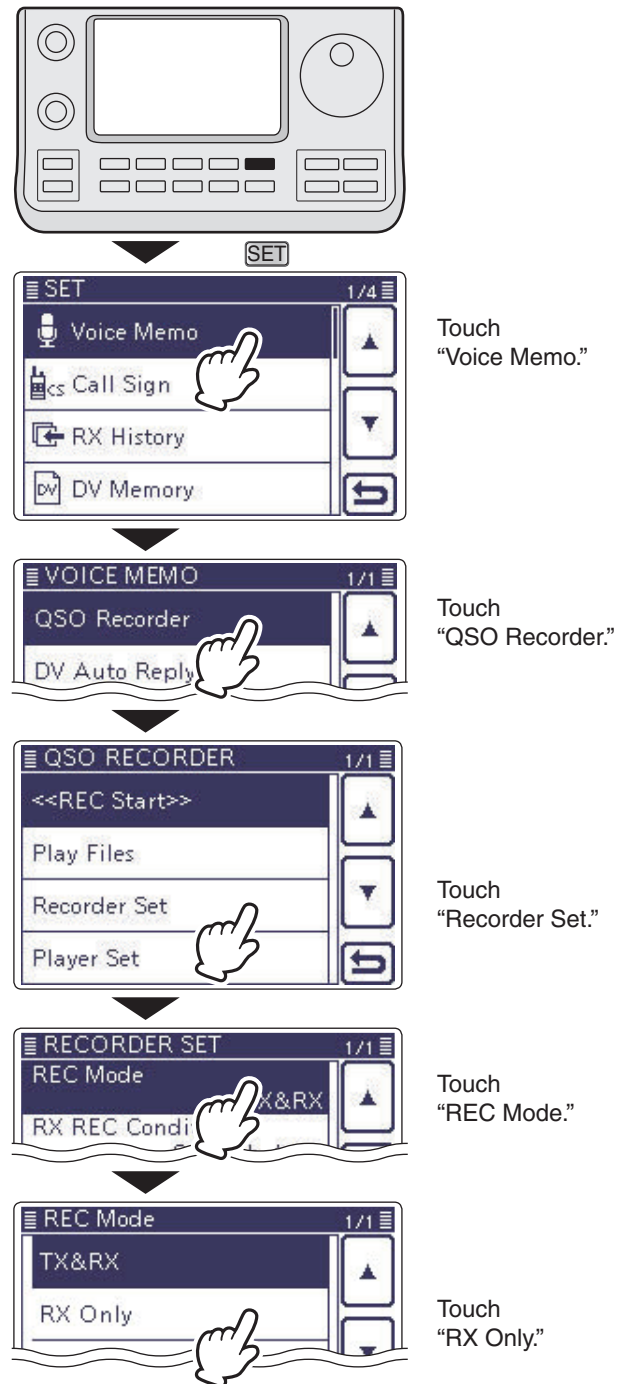 SET
SET 1/4
Voice Memo
Touch
“Voice Memo.”
CS Call Sign
RX History
DV DV Memory
VOICE MEMO 1/1
QSO Recorder
Touch
“QSO Recorder.”
DV Auto Reply
QSO RECORDER 1/1
<<REC Start>>
Play Files
Recorder Set
Touch
“Recorder Set.”
Player Set
RECORDER SET 1/1
REC Mode
X&RX
Touch
“REC Mode.”
RX REC Condi
REC Mode 1/1
TX&RX
RX Only
Touch
“RX Only.”